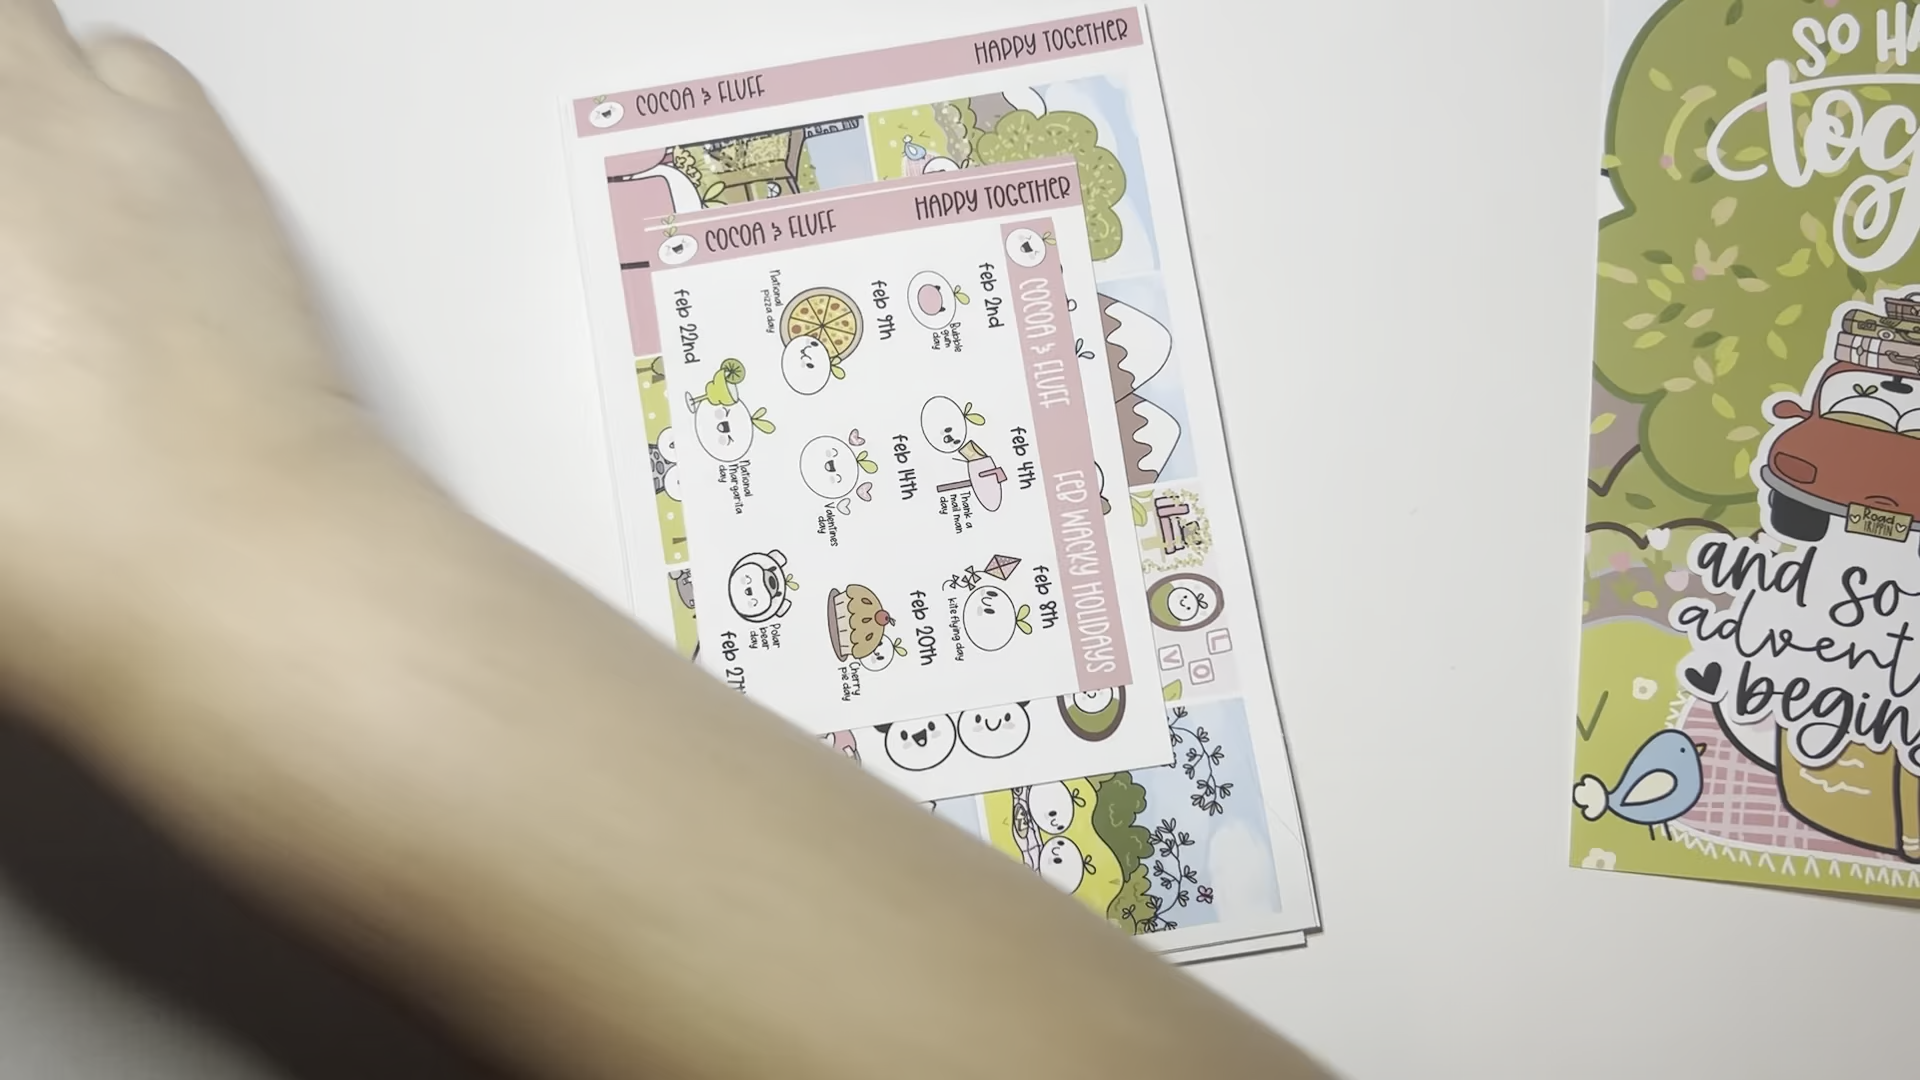 COCOA & FLUFF
HAPPY TOGETHER
COCOA & FLUFF
HAPPY TOGETHER
COCOA & FLUFF
FEB WACKY HOLIDAYS
feb 2nd
Bubble
gum
day
feb 4th
Thank a
mail man
day
feb 8th
kite flying day
feb 9th
National
pizza day
feb 14th
Valentines
day
feb 20th
Cherry
pie day
feb 22nd
National
margarita
day
feb 27th
Polar
bear
day
L
O
V
SO HA
tog
Road
TRIPPIN
and so
advent
begin